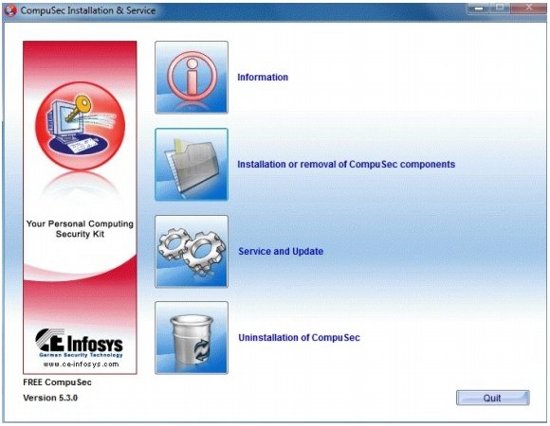 CompuSec Installation & Service
Information
Installation or removal of CompuSec components
Your Personal Computing
Security Kit
Service and Update
Uninstallation of CompuSec
CE Infosys
German Security Technology
www.ce-infosys.com
FREE CompuSec
Version 5.3.0
Quit